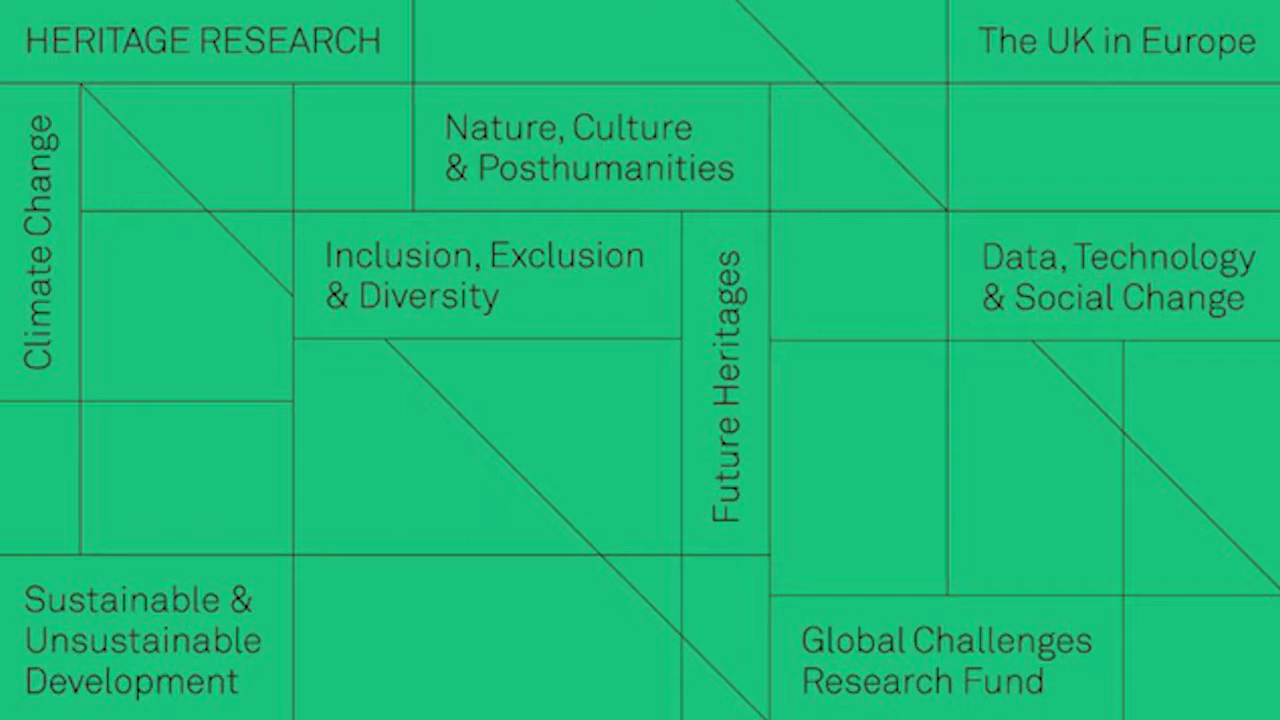 HERITAGE RESEARCH
The UK in Europe
Climate Change
Nature, Culture
& Posthumanities
Inclusion, Exclusion
& Diversity
Future Heritages
Data, Technology
& Social Change
Sustainable &
Unsustainable
Development
Global Challenges
Research Fund